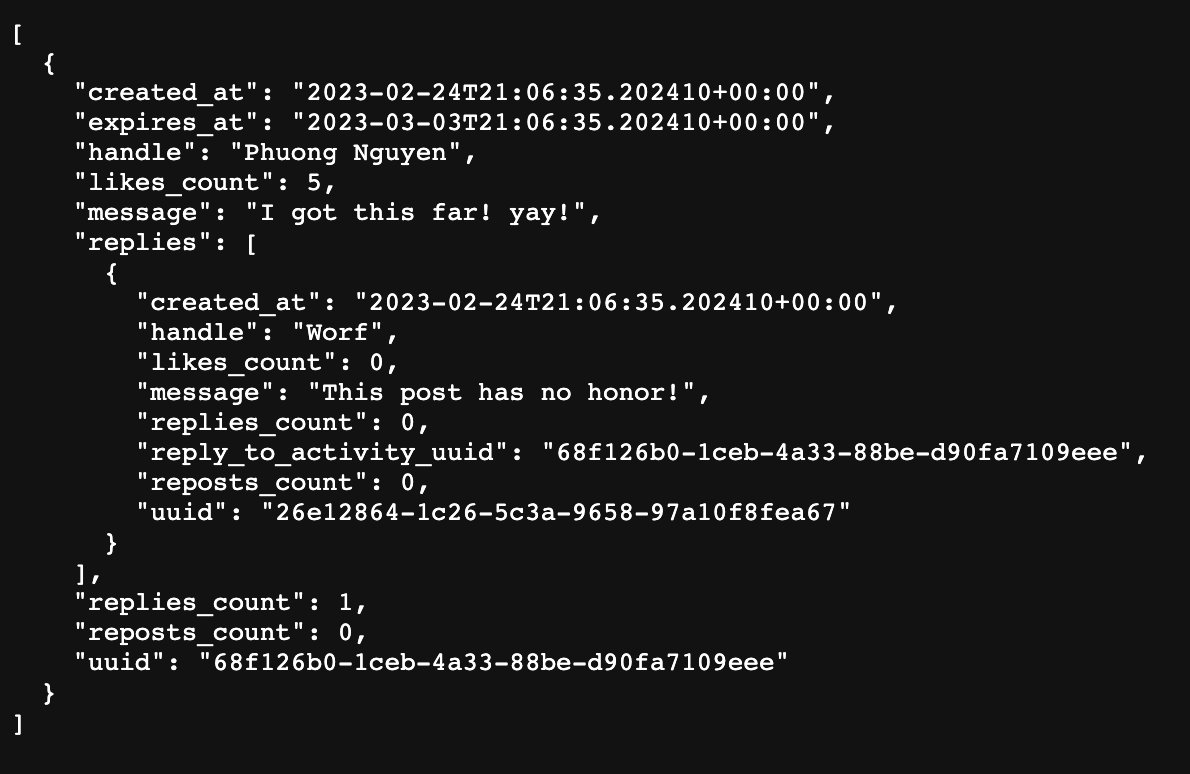 [
  {
    "created_at": "2023-02-24T21:06:35.202410+00:00",
    "expires_at": "2023-03-03T21:06:35.202410+00:00",
    "handle": "Phuong Nguyen",
    "likes_count": 5,
    "message": "I got this far! yay!",
    "replies": [
      {
        "created_at": "2023-02-24T21:06:35.202410+00:00",
        "handle": "Worf",
        "likes_count": 0,
        "message": "This post has no honor!",
        "replies_count": 0,
        "reply_to_activity_uuid": "68f126b0-1ceb-4a33-88be-d90fa7109eee",
        "reposts_count": 0,
        "uuid": "26e12864-1c26-5c3a-9658-97a10f8fea67"
      }
    ],
    "replies_count": 1,
    "reposts_count": 0,
    "uuid": "68f126b0-1ceb-4a33-88be-d90fa7109eee"
  }
]